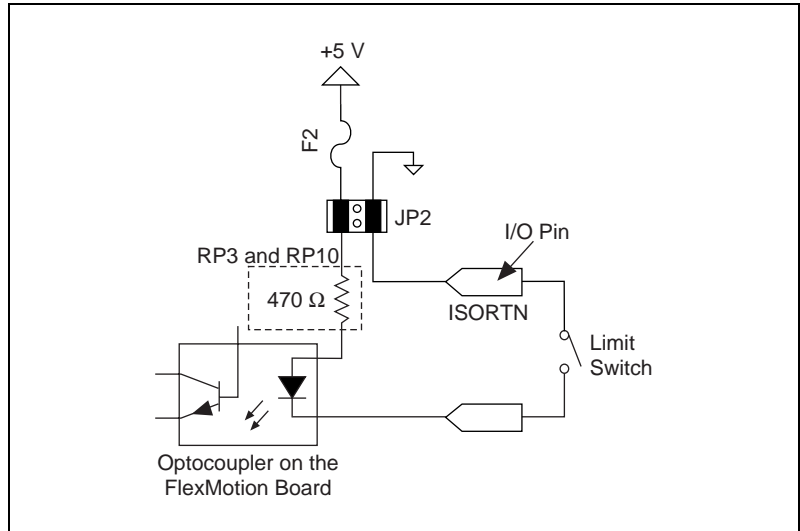 +5 V
F2
JP2
I/O Pin
RP3 and RP10
470 Ω
ISORTN
Limit
Switch
Optocoupler on the
FlexMotion Board